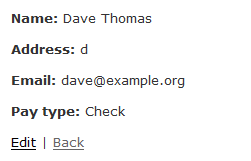 Name: Dave Thomas
Address: d
Email: dave@example.org
Pay type: Check
Edit | Back